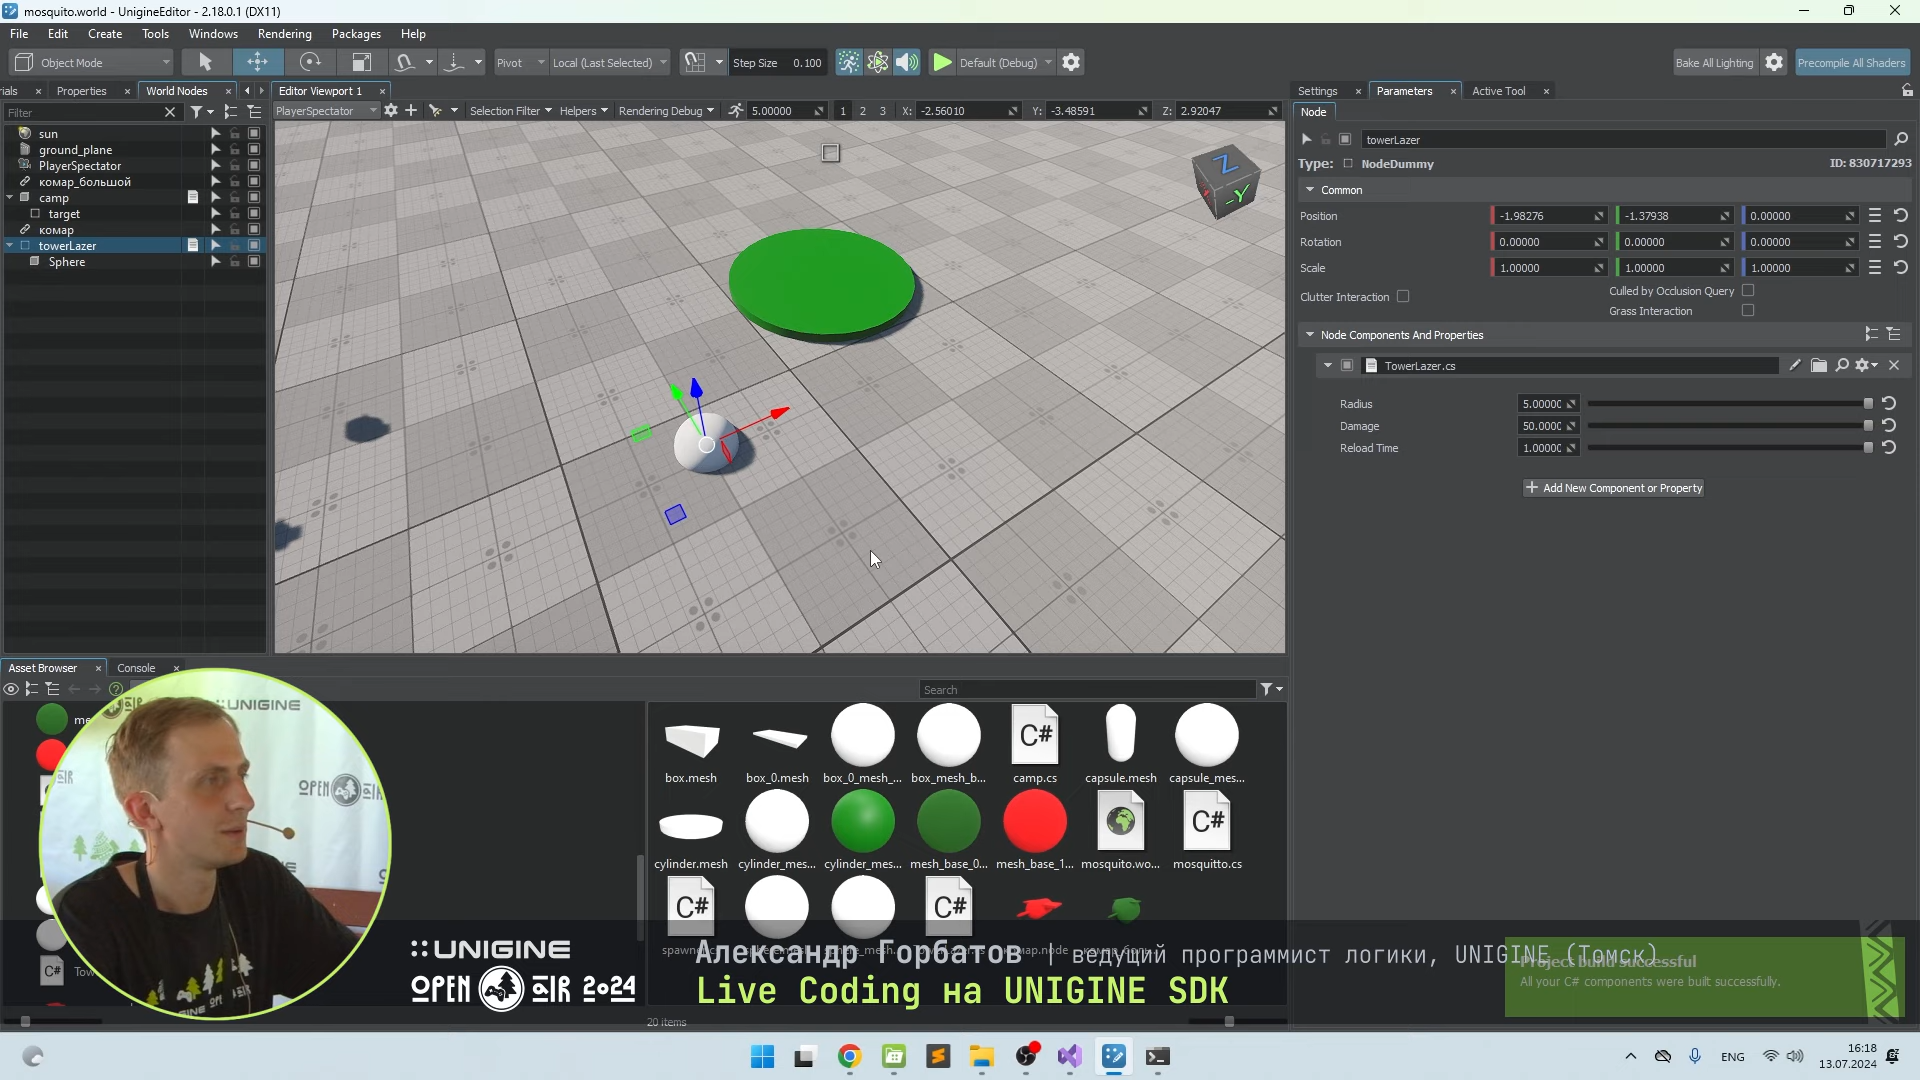 mosquito.world - UnigineEditor - 2.18.0.1 (DX11)
File Edit Create Tools Windows Rendering Packages Help
Object Mode Pivot Local (Last Selected) Step Size 0.100 Default (Debug) Bake All Lighting Precompile All Shaders
Properties World Nodes Editor Viewport 1 Settings Parameters Active Tool
Filter PlayerSpectator Selection Filter Helpers Rendering Debug 5.00000 1 2 3 X: -2.56010 Y: -3.48591 Z: 2.92047 Node
sun
ground_plane
PlayerSpectator
комар_большой
camp
target
комар
towerLazer
Sphere
Z
-Y
towerLazer
Type: NodeDummy ID: 830717293
Common
Position -1.98276 -1.37938 0.00000
Rotation 0.00000 0.00000 0.00000
Scale 1.00000 1.00000 1.00000
Clutter Interaction Culled by Occlusion Query
Grass Interaction
Node Components And Properties
TowerLazer.cs
Radius 5.0000
Damage 50.000
Reload Time 1.0000
Add New Component or Property
Asset Browser Console
Search
box.mesh box_0.mesh box_0_mesh_... box_mesh_b... camp.cs capsule.mesh capsule_mes...
cylinder.mesh cylinder_mes... cylinder_mes... mesh_base_0... mesh_base_1... mosquito.wo... mosquitto.cs
C#
UNIGINE
OPEN AIR
UNIGINE
OPEN AIR 2024
Александр Горбатов | ведущий программист логики, UNIGINE (Томск)
Live Coding на UNIGINE SDK
Project build successful
All your C# components were built successfully.
20 items
ENG 16:18
13.07.2024